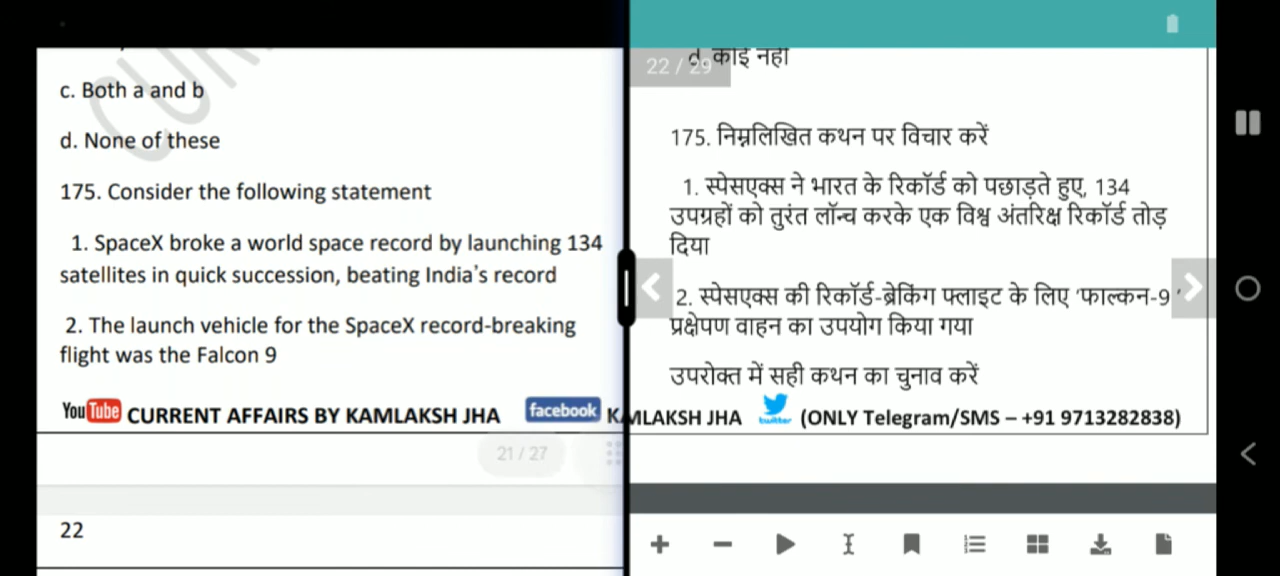 c. Both a and b
d. None of these
175. Consider the following statement
1. SpaceX broke a world space record by launching 134
satellites in quick succession, beating India's record
2. The launch vehicle for the SpaceX record-breaking
flight was the Falcon 9
YouTube CURRENT AFFAIRS BY KAMLAKSH JHA facebook KAMLAKSH JHA twitter (ONLY Telegram/SMS – +91 9713282838)
21 / 27
22
d. कोई नहीं
22 / 29
175. निम्नलिखित कथन पर विचार करें
1. स्पेसएक्स ने भारत के रिकॉर्ड को पछाड़ते हुए, 134
उपग्रहों को तुरंत लॉन्च करके एक विश्व अंतरिक्ष रिकॉर्ड तोड़
दिया
2. स्पेसएक्स की रिकॉर्ड-ब्रेकिंग फ्लाइट के लिए 'फाल्कन-9 '
प्रक्षेपण वाहन का उपयोग किया गया
उपरोक्त में सही कथन का चुनाव करें